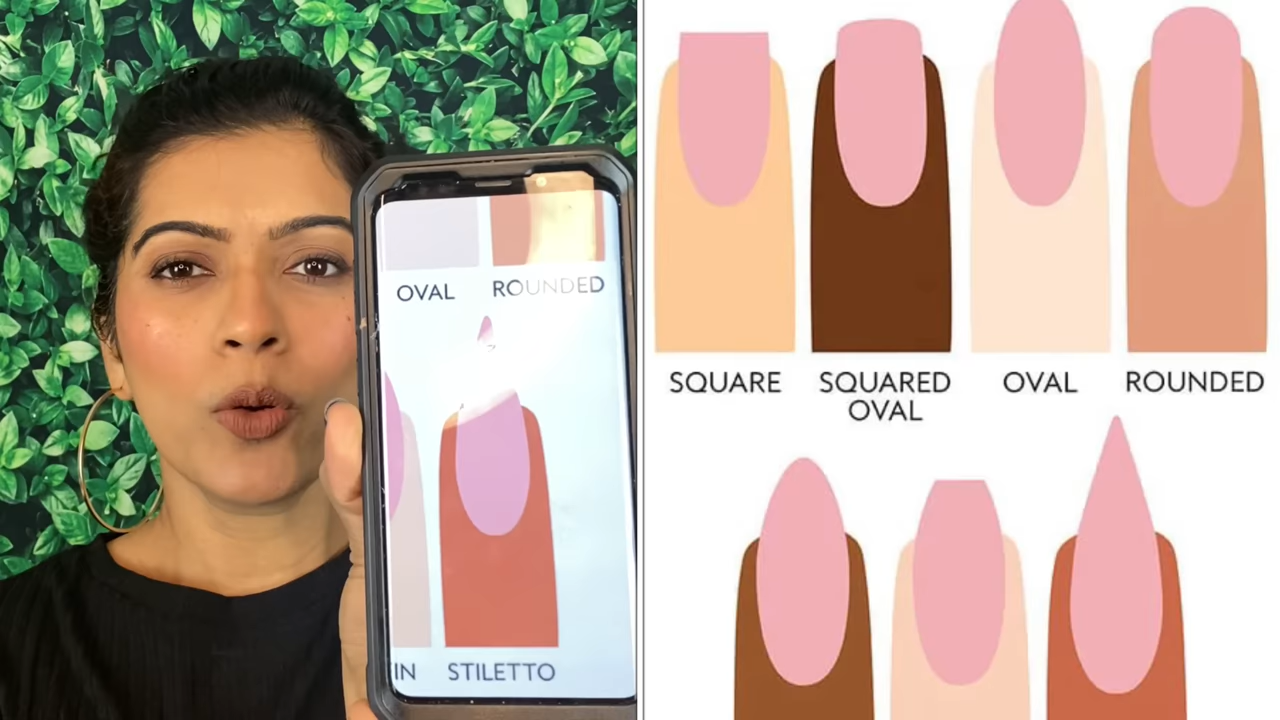 OVAL
ROUNDED
IN
STILETTO
SQUARE
SQUARED
OVAL
OVAL
ROUNDED